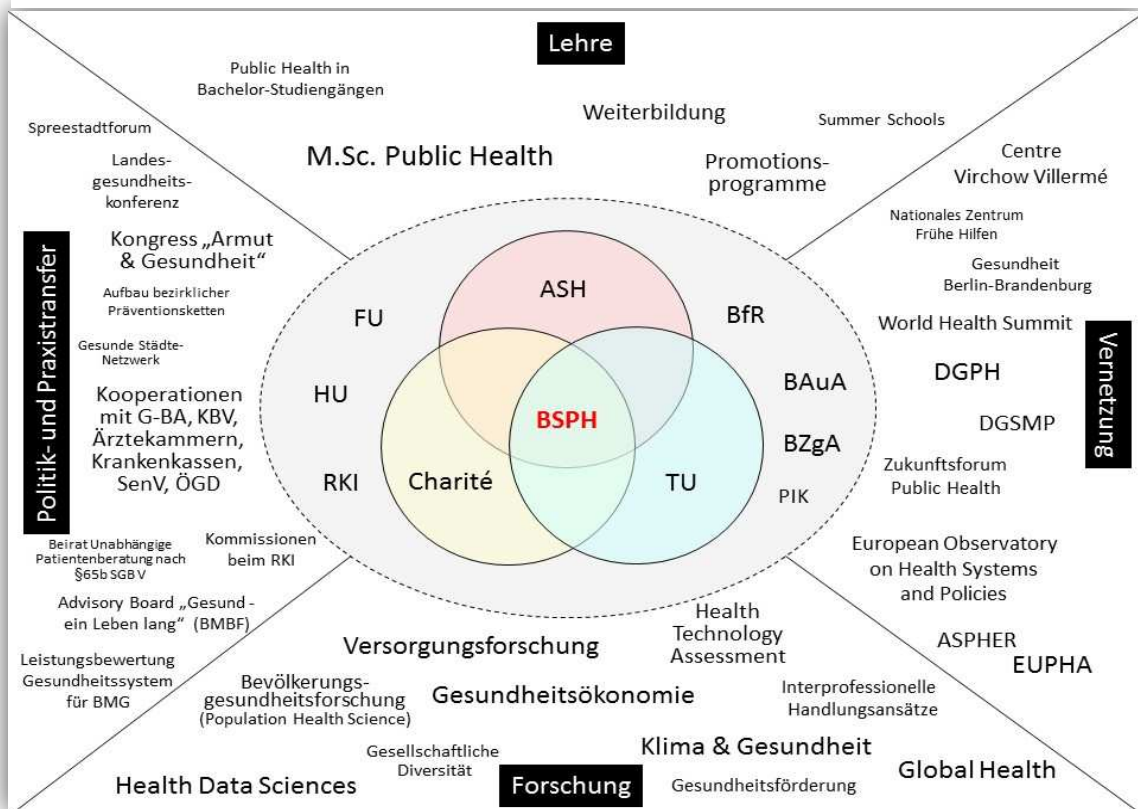 Lehre
Public Health in
Bachelor-Studiengängen
Weiterbildung
Summer Schools
M.Sc. Public Health
Promotions-
programme
Politik- und Praxistransfer
Spreestadtforum
Landes-
gesundheits-
konferenz
Kongress „Armut
& Gesundheit“
Aufbau bezirklicher
Präventionsketten
Gesunde Städte-
Netzwerk
Kooperationen
mit G-BA, KBV,
Ärztekammern,
Krankenkassen,
SenV, ÖGD
Kommissionen
beim RKI
Beirat Unabhängige
Patientenberatung nach
§65b SGB V
Advisory Board „Gesund -
ein Leben lang“ (BMBF)
Leistungsbewertung
Gesundheitssystem
für BMG
FU
HU
RKI
ASH
BSPH
Charité
TU
BfR
BAuA
BZgA
PIK
Vernetzung
Centre
Virchow Villermé
Nationales Zentrum
Frühe Hilfen
Gesundheit
Berlin-Brandenburg
World Health Summit
DGPH
DGSMP
Zukunftsforum
Public Health
European Observatory
on Health Systems
and Policies
ASPHER
EUPHA
Versorgungsforschung
Health
Technology
Assessment
Bevölkerungs-
gesundheitsforschung
(Population Health Science)
Gesundheitsökonomie
Interprofessionelle
Handlungsansätze
Gesellschaftliche
Diversität
Klima & Gesundheit
Health Data Sciences
Forschung
Gesundheitsförderung
Global Health